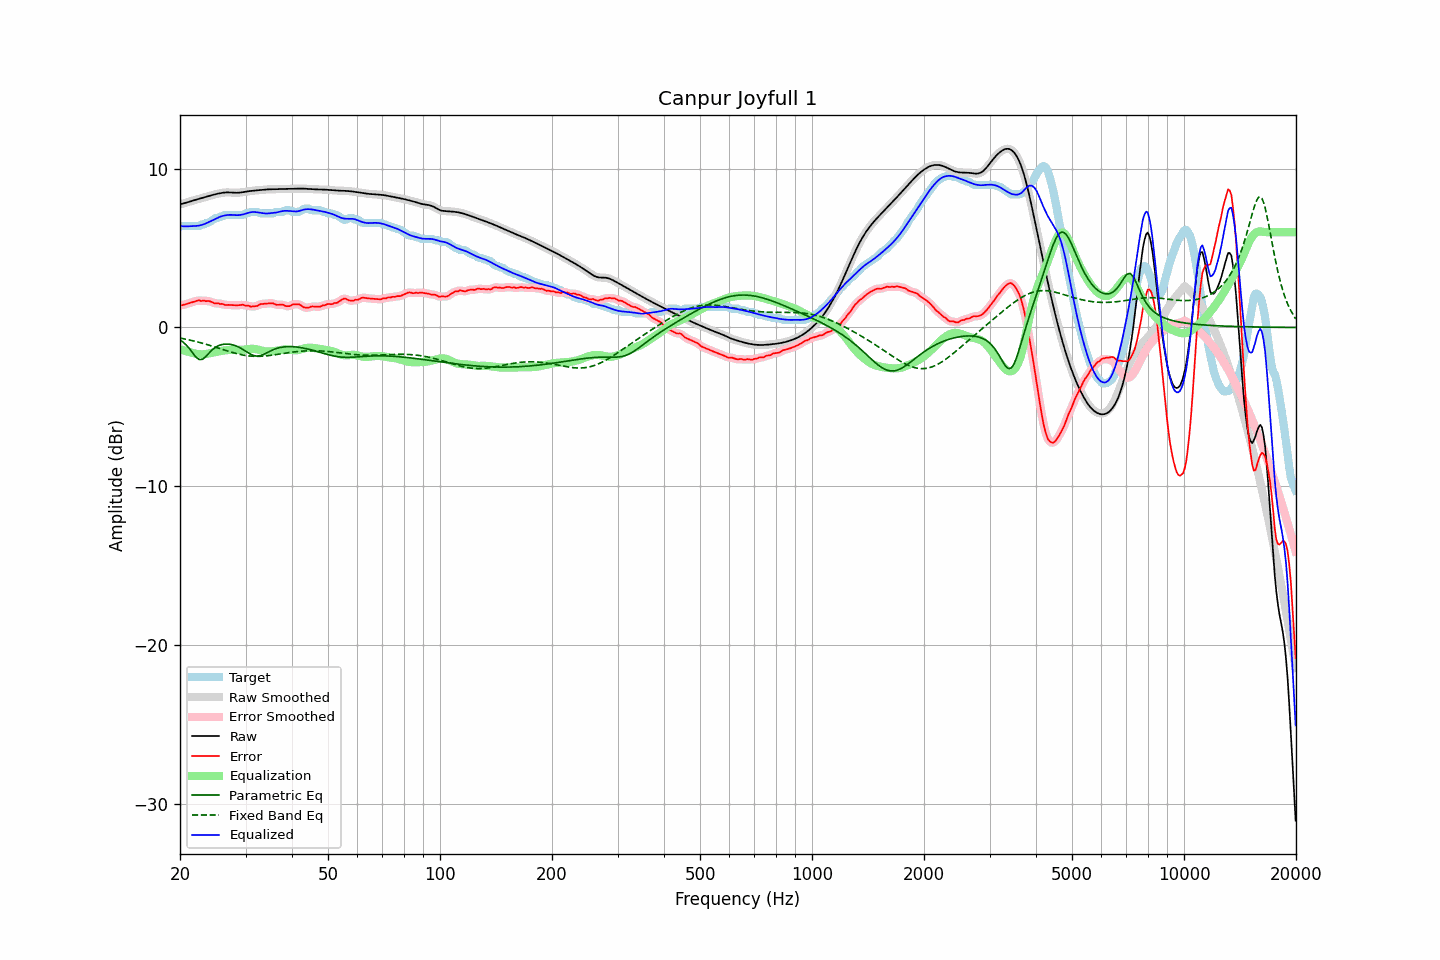 Canpur Joyfull 1
10
0
−10
−20
−30
Amplitude (dBr)
Target
Raw Smoothed
Error Smoothed
Raw
Error
Equalization
Parametric Eq
Fixed Band Eq
Equalized
20 50 100 200 500 1000 2000 5000 10000 20000
Frequency (Hz)